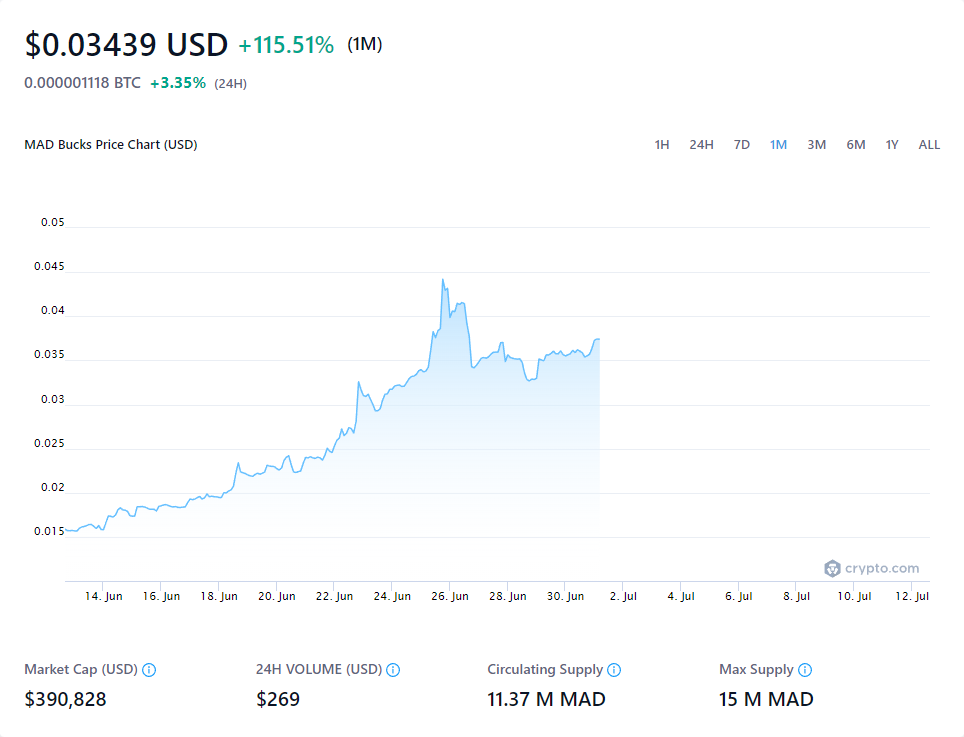 $0.03439 USD +115.51% (1M)
0.000001118 BTC +3.35% (24H)
MAD Bucks Price Chart (USD) 1H 24H 7D 1M 3M 6M 1Y ALL
0.05
0.045
0.04
0.035
0.03
0.025
0.02
0.015
crypto.com
14. Jun 16. Jun 18. Jun 20. Jun 22. Jun 24. Jun 26. Jun 28. Jun 30. Jun 2. Jul 4. Jul 6. Jul 8. Jul 10. Jul 12. Jul
Market Cap (USD) 24H VOLUME (USD) Circulating Supply Max Supply
$390,828 $269 11.37 M MAD 15 M MAD